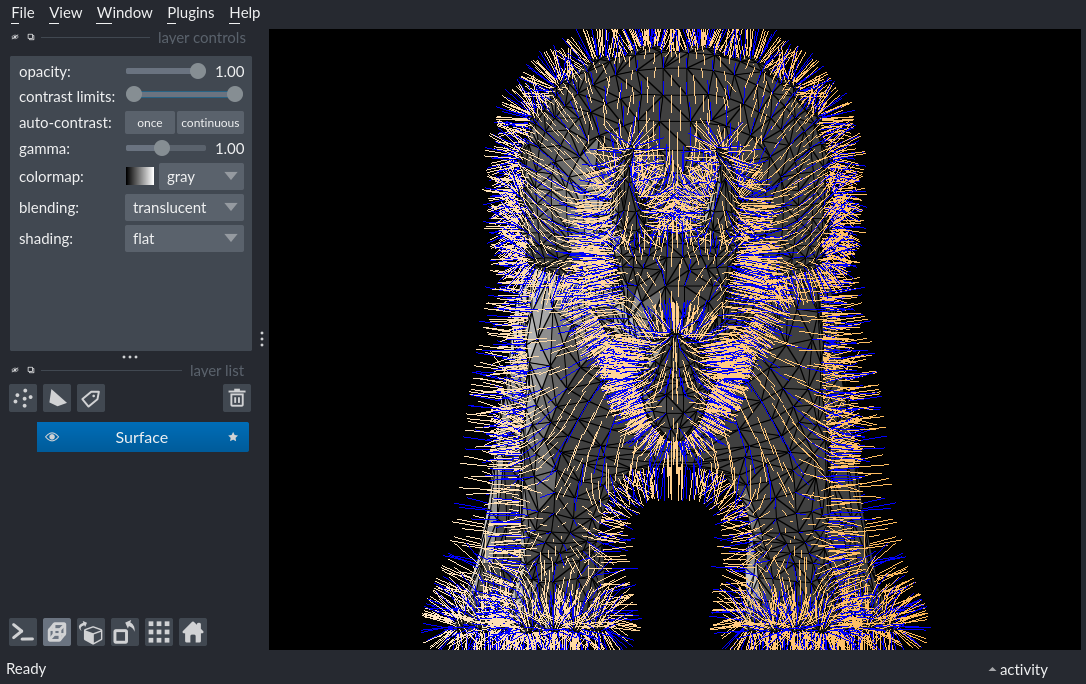 File View Window Plugins Help
layer controls
opacity: 1.00
contrast limits:
auto-contrast: once continuous
gamma: 1.00
colormap: gray
blending: translucent
shading: flat
layer list
Surface
Ready
activity